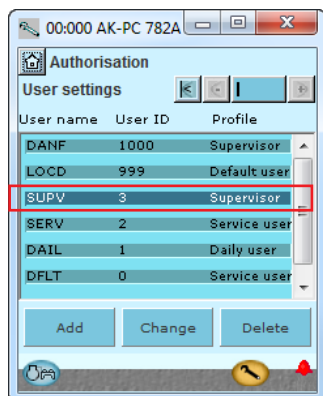 00:000 AK-PC 782A
Authorisation
User settings
User name User ID Profile
DANF 1000 Supervisor
LOCD 999 Default user
SUPV 3 Supervisor
SERV 2 Service user
DAIL 1 Daily user
DFLT 0 Service user
Add Change Delete